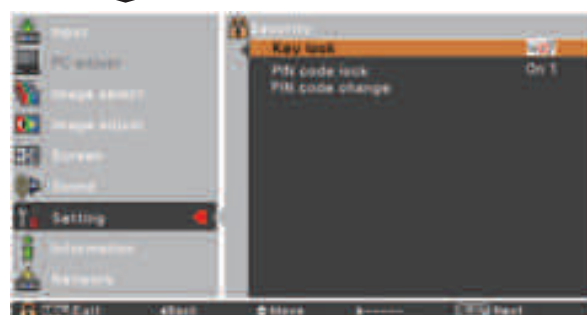 Input
PC adjust
Image select
Image adjust
Screen
Sound
Setting
Information
Network
Security
Key lock
PIN code lock On 1
PIN code change
Exit Back Move ----- Next